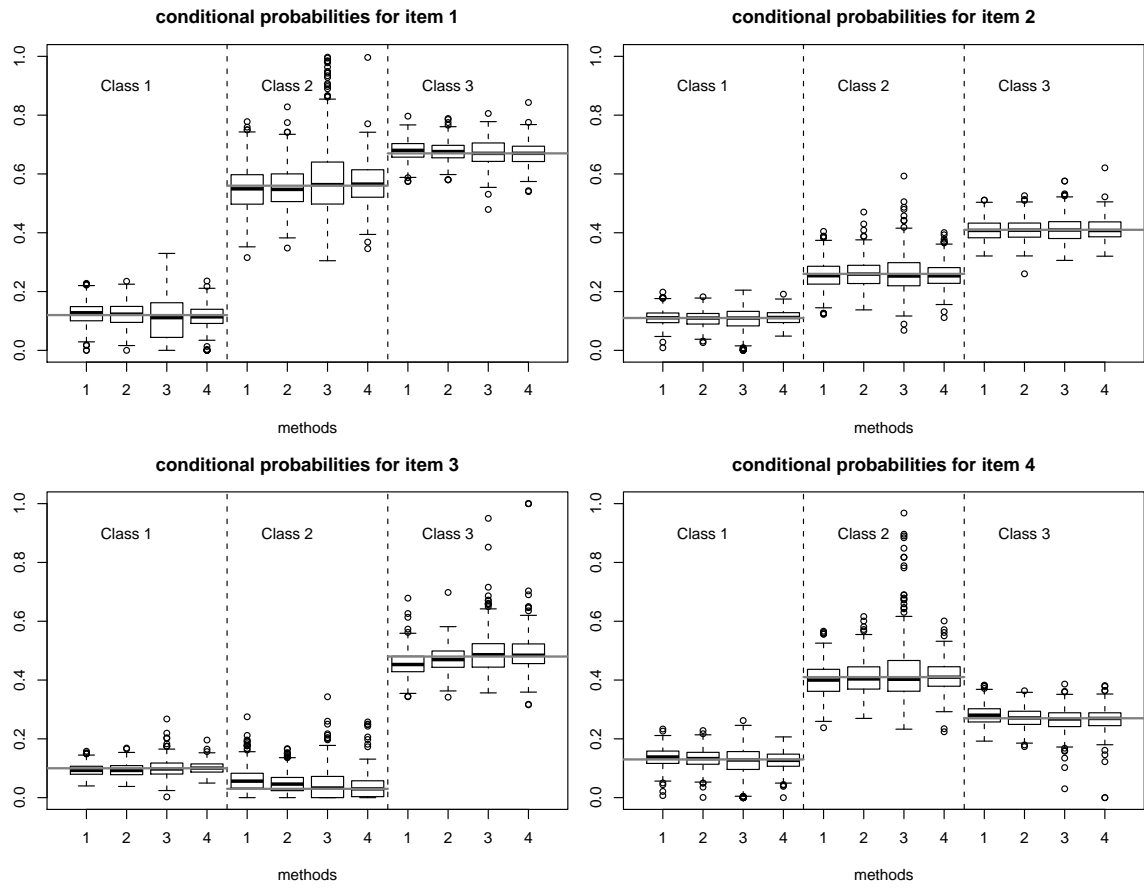 conditional probabilities for item 1
1.0
0.8
0.6
0.4
0.2
0.0
Class 1
Class 2
Class 3
1 2 3 4 1 2 3 4 1 2 3 4
methods
conditional probabilities for item 2
1.0
0.8
0.6
0.4
0.2
0.0
Class 1
Class 2
Class 3
1 2 3 4 1 2 3 4 1 2 3 4
methods
conditional probabilities for item 3
1.0
0.8
0.6
0.4
0.2
0.0
Class 1
Class 2
Class 3
1 2 3 4 1 2 3 4 1 2 3 4
methods
conditional probabilities for item 4
1.0
0.8
0.6
0.4
0.2
0.0
Class 1
Class 2
Class 3
1 2 3 4 1 2 3 4 1 2 3 4
methods